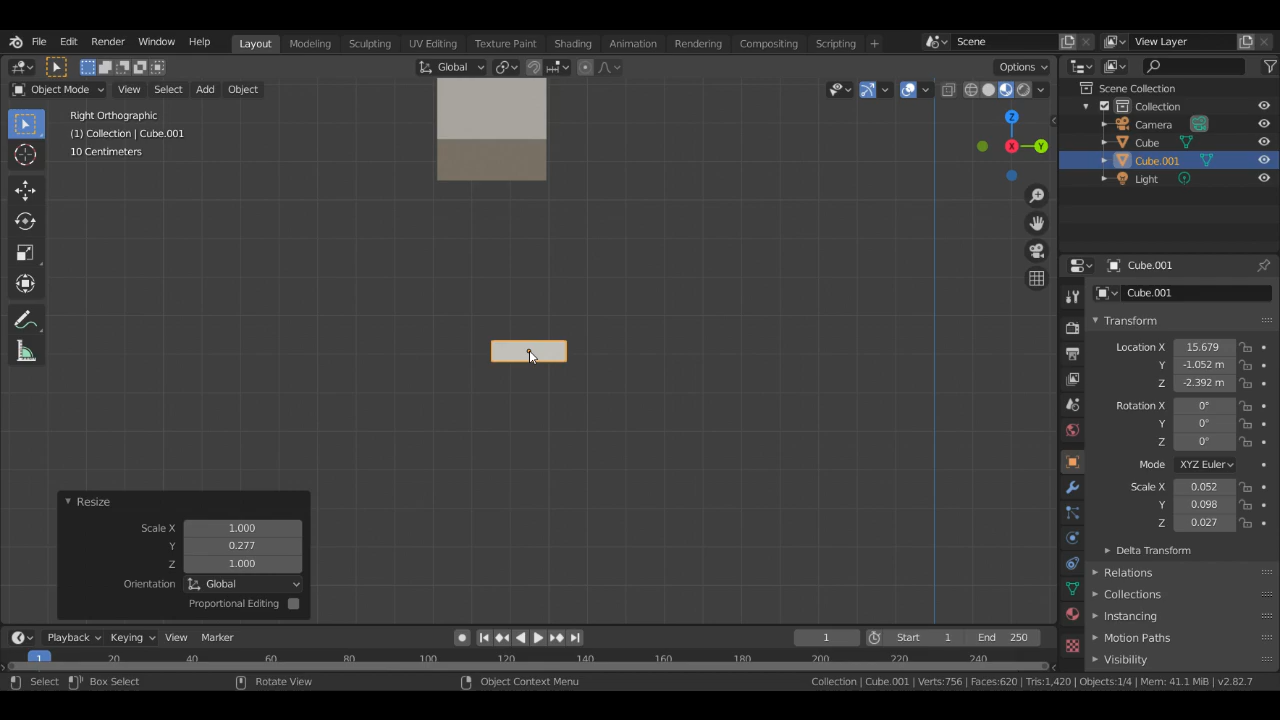 File Edit Render Window Help Layout Modeling Sculpting UV Editing Texture Paint Shading Animation Rendering Compositing Scripting + Scene View Layer
Global Options
Object Mode View Select Add Object
Right Orthographic
(1) Collection | Cube.001
10 Centimeters
Z
X
Y
Scene Collection
Collection
Camera
Cube
Cube.001
Light
Cube.001
Cube.001
Transform
Location X 15.679
Y -1.052 m
Z -2.392 m
Rotation X 0°
Y 0°
Z 0°
Mode XYZ Euler
Scale X 0.052
Y 0.098
Z 0.027
Delta Transform
Relations
Collections
Instancing
Motion Paths
Visibility
Resize
Scale X 1.000
Y 0.277
Z 1.000
Orientation Global
Proportional Editing
Playback Keying View Marker 1 Start 1 End 250
1 20 40 60 80 100 120 140 160 180 200 220 240
Select Box Select Rotate View Object Context Menu Collection | Cube.001 | Verts:756 | Faces:620 | Tris:1,420 | Objects:1/4 | Mem: 41.1 MiB | v2.82.7